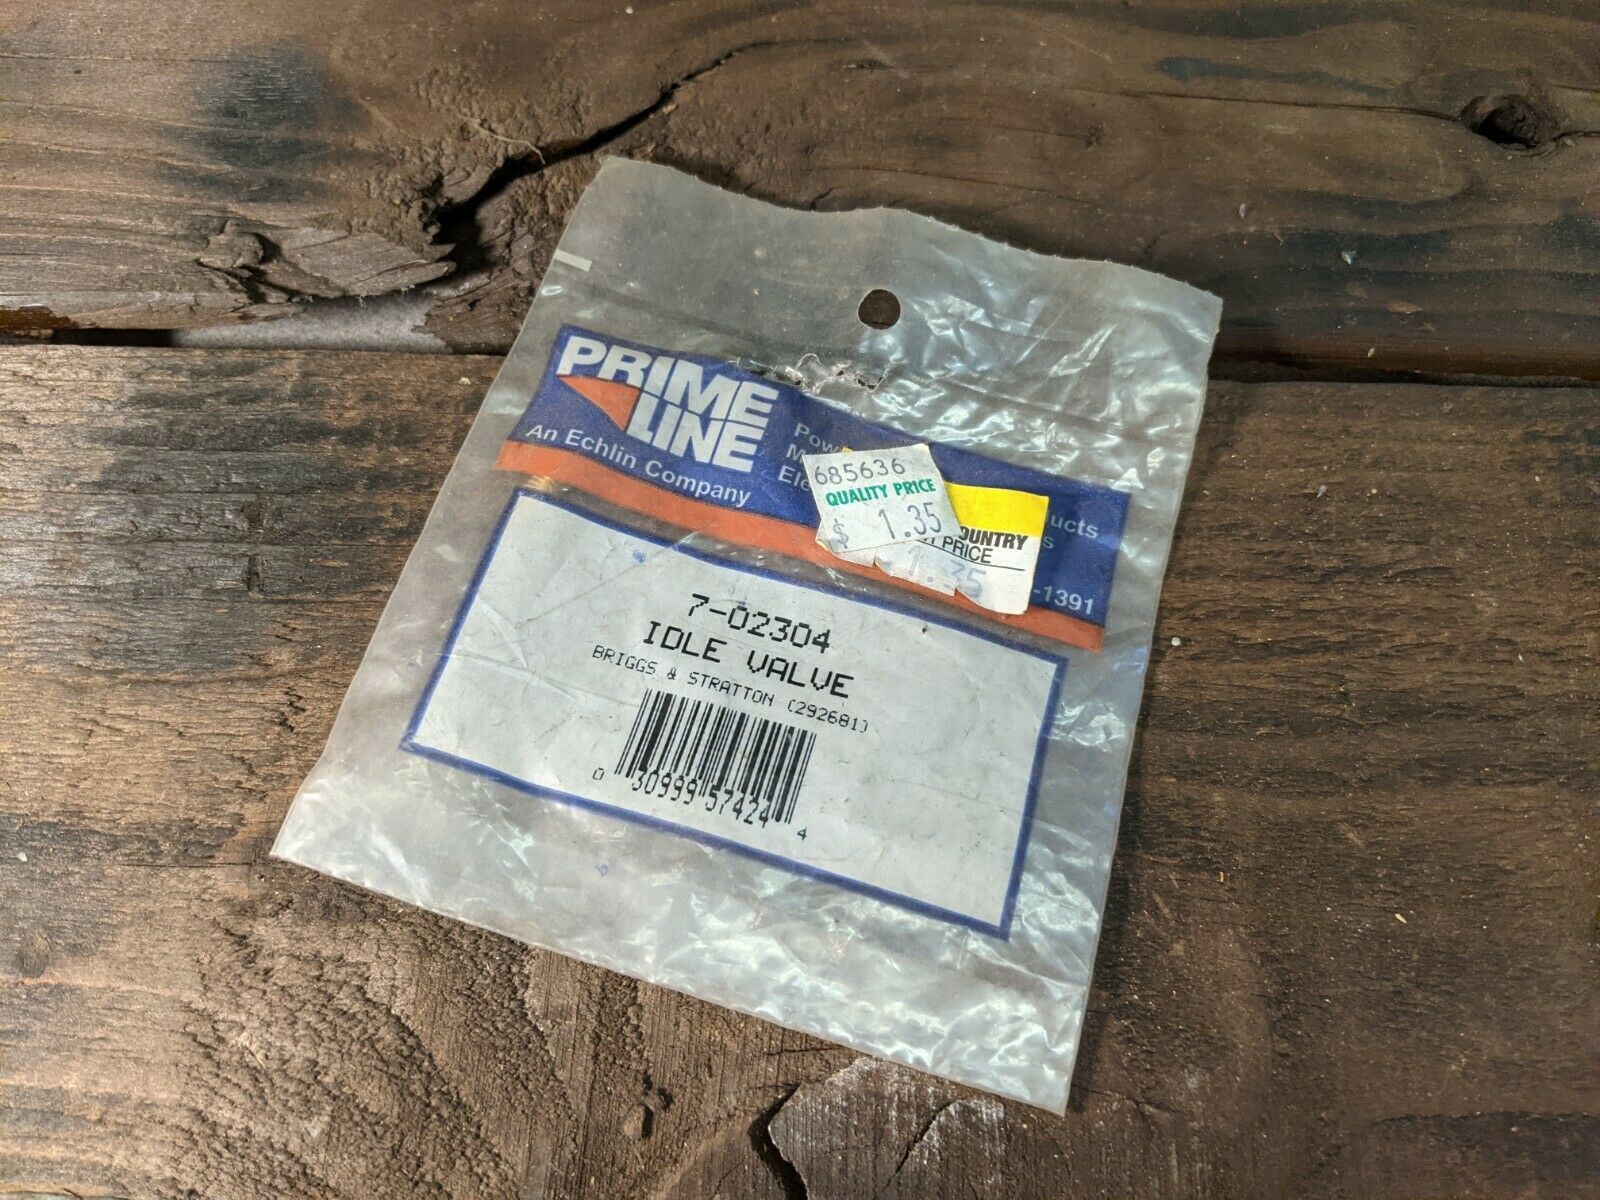 PRIME
LINE
An Echlin Company
685636
QUALITY PRICE
$ 1.35
PRICE
1.35
-1391
7-02304
IDLE VALVE
BRIGGS & STRATTON (292681)
0 30999 57424 4